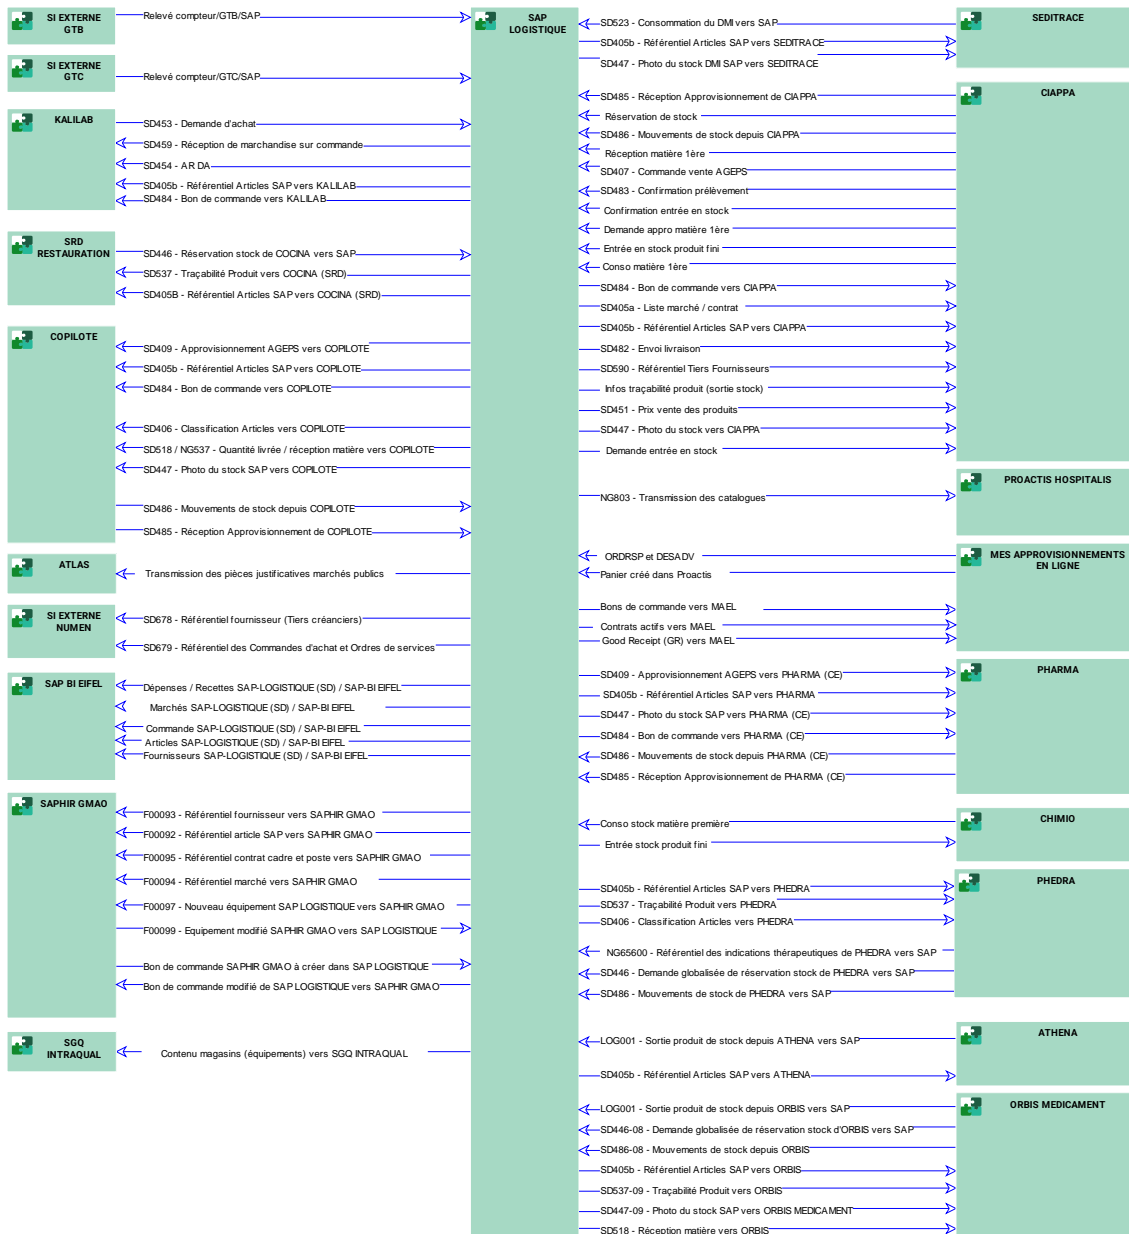 SI EXTERNE
GTB
Relevé compteur/GTB/SAP
SI EXTERNE
GTC
Relevé compteur/GTC/SAP
KALILAB
SD453 - Demande d'achat
SD459 - Réception de marchandise sur commande
SD454 - AR DA
SD405b - Référentiel Articles SAP vers KALILAB
SD484 - Bon de commande vers KALILAB
SRD
RESTAURATION
SD446 - Réservation stock de COCINA vers SAP
SD537 - Traçabilité Produit vers COCINA (SRD)
SD405B - Référentiel Articles SAP vers COCINA (SRD)
COPILOTE
SD409 - Approvisionnement AGEPS vers COPILOTE
SD405b - Référentiel Articles SAP vers COPILOTE
SD484 - Bon de commande vers COPILOTE
SD406 - Classification Articles vers COPILOTE
SD518 / NG537 - Quantité livrée / réception matière vers COPILOTE
SD447 - Photo du stock SAP vers COPILOTE
SD486 - Mouvements de stock depuis COPILOTE
SD485 - Réception Approvisionnement de COPILOTE
ATLAS
Transmission des pièces justificatives marchés publics
SI EXTERNE
NUMEN
SD678 - Référentiel fournisseur (Tiers créanciers)
SD679 - Référentiel des Commandes d'achat et Ordres de services
SAP BI EIFEL
Dépenses / Recettes SAP-LOGISTIQUE (SD) / SAP-BI EIFEL
Marchés SAP-LOGISTIQUE (SD) / SAP-BI EIFEL
Commande SAP-LOGISTIQUE (SD) / SAP-BI EIFEL
Articles SAP-LOGISTIQUE (SD) / SAP-BI EIFEL
Fournisseurs SAP-LOGISTIQUE (SD) / SAP-BI EIFEL
SAPHIR GMAO
F00093 - Référentiel fournisseur vers SAPHIR GMAO
F00092 - Référentiel article SAP vers SAPHIR GMAO
F00095 - Référentiel contrat cadre et poste vers SAPHIR GMAO
F00094 - Référentiel marché vers SAPHIR GMAO
F00097 - Nouveau équipement SAP LOGISTIQUE vers SAPHIR GMAO
F00099 - Equipement modifié SAPHIR GMAO vers SAP LOGISTIQUE
Bon de commande SAPHIR GMAO à créer dans SAP LOGISTIQUE
Bon de commande modifié de SAP LOGISTIQUE vers SAPHIR GMAO
SGQ
INTRAQUAL
Contenu magasins (équipements) vers SGQ INTRAQUAL
SAP
LOGISTIQUE
SEDITRACE
SD523 - Consommation du DMI vers SAP
SD405b - Référentiel Articles SAP vers SEDITRACE
SD447 - Photo du stock DMI SAP vers SEDITRACE
CIAPPA
SD485 - Réception Approvisionnement de CIAPPA
Réservation de stock
SD486 - Mouvements de stock depuis CIAPPA
Réception matière 1ère
SD407 - Commande vente AGEPS
SD483 - Confirmation prélèvement
Confirmation entrée en stock
Demande appro matière 1ère
Entrée en stock produit fini
Conso matière 1ère
SD484 - Bon de commande vers CIAPPA
SD405a - Liste marché / contrat
SD405b - Référentiel Articles SAP vers CIAPPA
SD482 - Envoi livraison
SD590 - Référentiel Tiers Fournisseurs
Infos traçabilité produit (sortie stock)
SD451 - Prix vente des produits
SD447 - Photo du stock vers CIAPPA
Demande entrée en stock
PROACTIS HOSPITALIS
NG803 - Transmission des catalogues
MES APPROVISIONNEMENTS
EN LIGNE
ORDRSP et DESADV
Panier créé dans Proactis
Bons de commande vers MAEL
Contrats actifs vers MAEL
Good Receipt (GR) vers MAEL
PHARMA
SD409 - Approvisionnement AGEPS vers PHARMA (CE)
SD405b - Référentiel Articles SAP vers PHARMA
SD447 - Photo du stock SAP vers PHARMA (CE)
SD484 - Bon de commande vers PHARMA (CE)
SD486 - Mouvements de stock depuis PHARMA (CE)
SD485 - Réception Approvisionnement de PHARMA (CE)
CHIMIO
Conso stock matière première
Entrée stock produit fini
PHEDRA
SD405b - Référentiel Articles SAP vers PHEDRA
SD537 - Traçabilité Produit vers PHEDRA
SD406 - Classification Articles vers PHEDRA
NG65600 - Référentiel des indications thérapeutiques de PHEDRA vers SAP
SD446 - Demande globalisée de réservation stock de PHEDRA vers SAP
SD486 - Mouvements de stock de PHEDRA vers SAP
ATHENA
LOG001 - Sortie produit de stock depuis ATHENA vers SAP
SD405b - Référentiel Articles SAP vers ATHENA
ORBIS MEDICAMENT
LOG001 - Sortie produit de stock depuis ORBIS vers SAP
SD446-08 - Demande globalisée de réservation stock d'ORBIS vers SAP
SD486-08 - Mouvements de stock depuis ORBIS
SD405b - Référentiel Articles SAP vers ORBIS
SD537-09 - Traçabilité Produit vers ORBIS
SD447-09 - Photo du stock SAP vers ORBIS MEDICAMENT
SD518 - Réception matière vers ORBIS